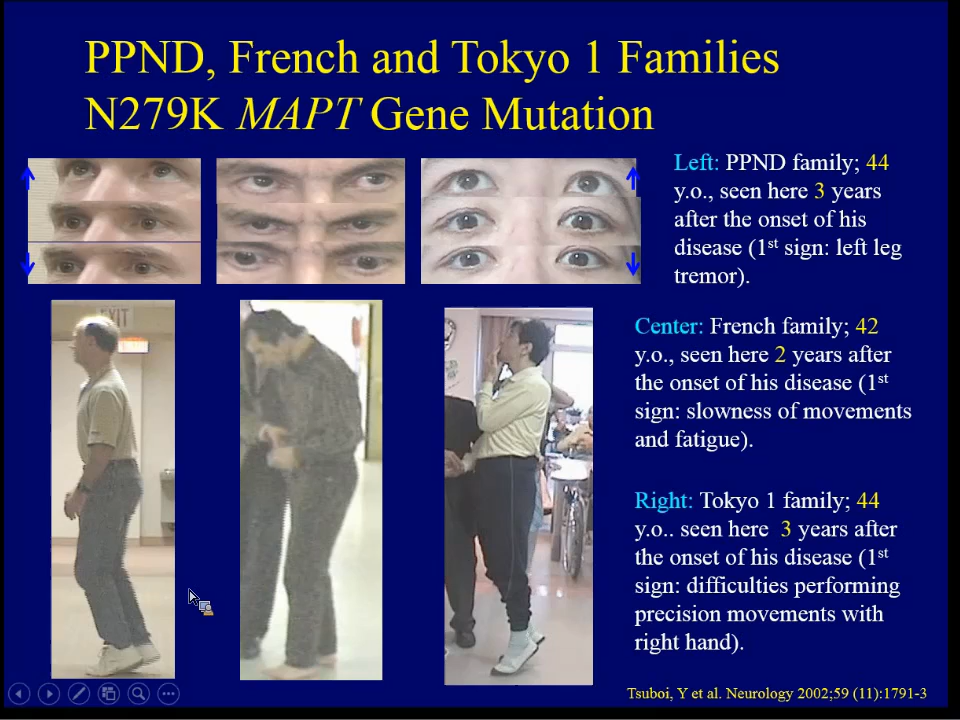 PPND, French and Tokyo 1 Families
N279K MAPT Gene Mutation
Left: PPND family; 44
y.o., seen here 3 years
after the onset of his
disease (1st sign: left leg
tremor).
EXIT
Center: French family; 42
y.o., seen here 2 years after
the onset of his disease (1st
sign: slowness of movements
and fatigue).
Right: Tokyo 1 family; 44
y.o.. seen here 3 years after
the onset of his disease (1st
sign: difficulties performing
precision movements with
right hand).
Tsuboi, Y et al. Neurology 2002;59 (11):1791-3